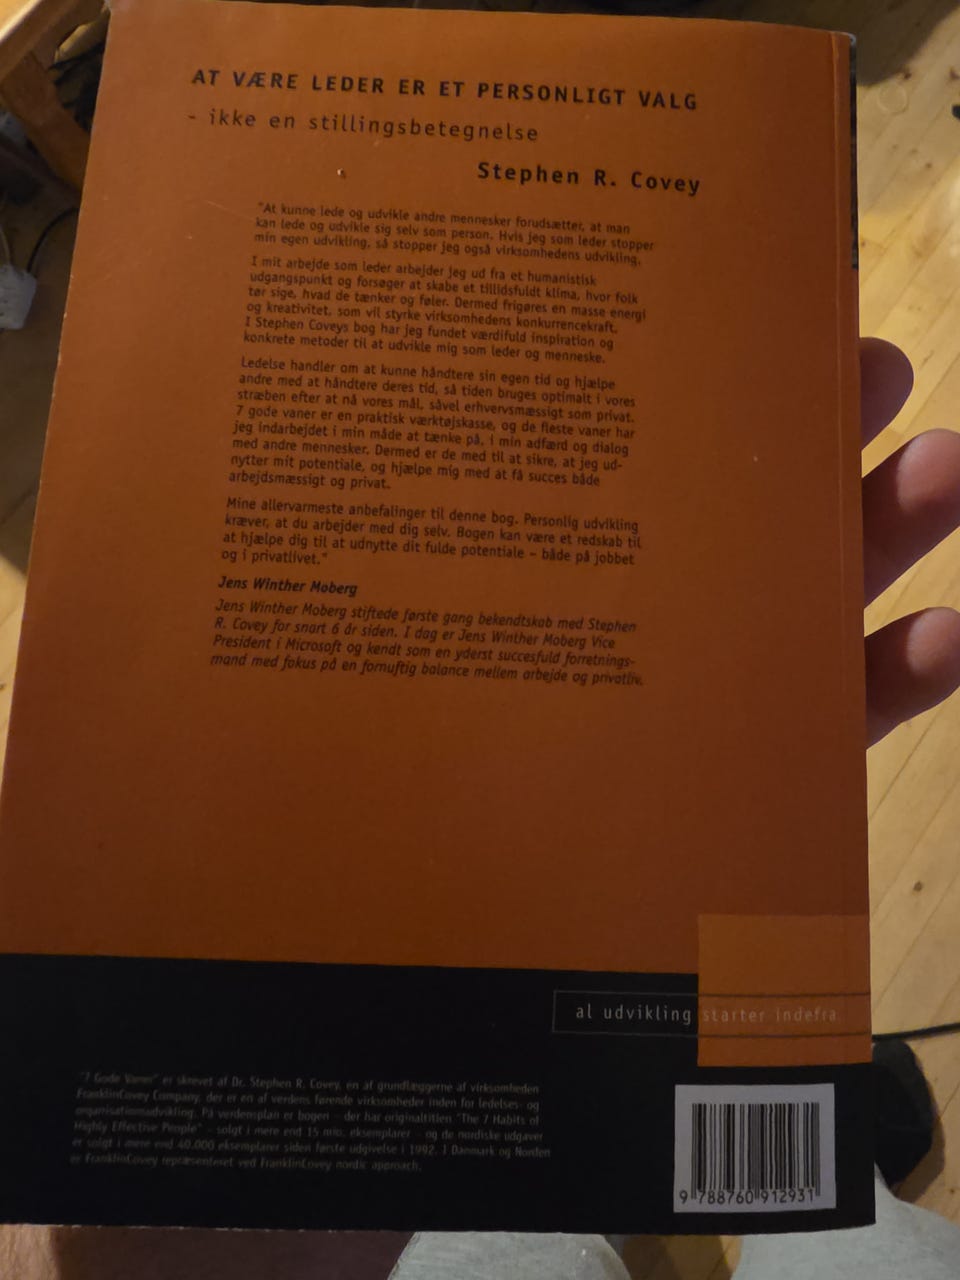 AT VÆRE LEDER ER ET PERSONLIGT VALG
- ikke en stillingsbetegnelse
Stephen R. Covey
"At kunne lede og udvikle andre mennesker forudsætter, at man
kan lede og udvikle sig selv som person. Hvis jeg som leder stopper
min egen udvikling, så stopper jeg også virksomhedens udvikling.
I mit arbejde som leder arbejder jeg ud fra et humanistisk
udgangspunkt og forsøger at skabe et tillidsfuldt klima, hvor folk
tør sige, hvad de tænker og føler. Dermed frigøres en masse energi
og kreativitet, som vil styrke virksomhedens konkurrencekraft.
I Stephen Coveys bog har jeg fundet værdifuld inspiration og
konkrete metoder til at udvikle mig som leder og menneske.
Ledelse handler om at kunne håndtere sin egen tid og hjælpe
andre med at håndtere deres tid, så tiden bruges optimalt i vores
stræben efter at nå vores mål, såvel erhvervsmæssigt som privat.
7 gode vaner er en praktisk værktøjskasse, og de fleste vaner har
jeg indarbejdet i min måde at tænke på, i min adfærd og dialog
med andre mennesker. Dermed er de med til at sikre, at jeg ud-
nytter mit potentiale, og hjælpe mig med at få succes både
arbejdsmæssigt og privat.
Mine allervarmeste anbefalinger til denne bog. Personlig udvikling
kræver, at du arbejder med dig selv. Bogen kan være et redskab til
at hjælpe dig til at udnytte dit fulde potentiale – både på jobbet
og i privatlivet."
Jens Winther Moberg
Jens Winther Moberg stiftede første gang bekendtskab med Stephen
R. Covey for snart 6 år siden. I dag er Jens Winther Moberg Vice
President i Microsoft og kendt som en yderst succesfuld forretnings-
mand med fokus på en fornuftig balance mellem arbejde og privatliv.
al udvikling starter indefra
"7 Gode Vaner" er skrevet af Dr. Stephen R. Covey, en af grundlæggerne af virksomheden
FranklinCovey Company, der er en af verdens førende virksomheder inden for ledelses- og
organisationsudvikling. På verdensplan er bogen – der har originaltitlen "The 7 Habits of
Highly Effective People" – solgt i mere end 15 mio. eksemplarer – og de nordiske udgaver
er solgt i mere end 40.000 eksemplarer siden første udgivelse i 1992. I Danmark og Norden
er FranklinCovey repræsenteret ved FranklinCovey nordic approach.
9 788760 912931